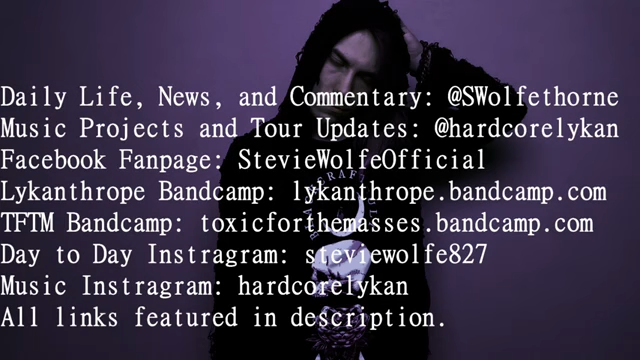 Daily Life, News, and Commentary: @SWolfethorne
Music Projects and Tour Updates: @hardcorelykan
Facebook Fanpage: StevieWolfeOfficial
Lykanthrope Bandcamp: lykanthrope.bandcamp.com
TFTM Bandcamp: toxicforthemasses.bandcamp.com
Day to Day Instragram: steviewolfe827
Music Instragram: hardcorelykan
All links featured in description.